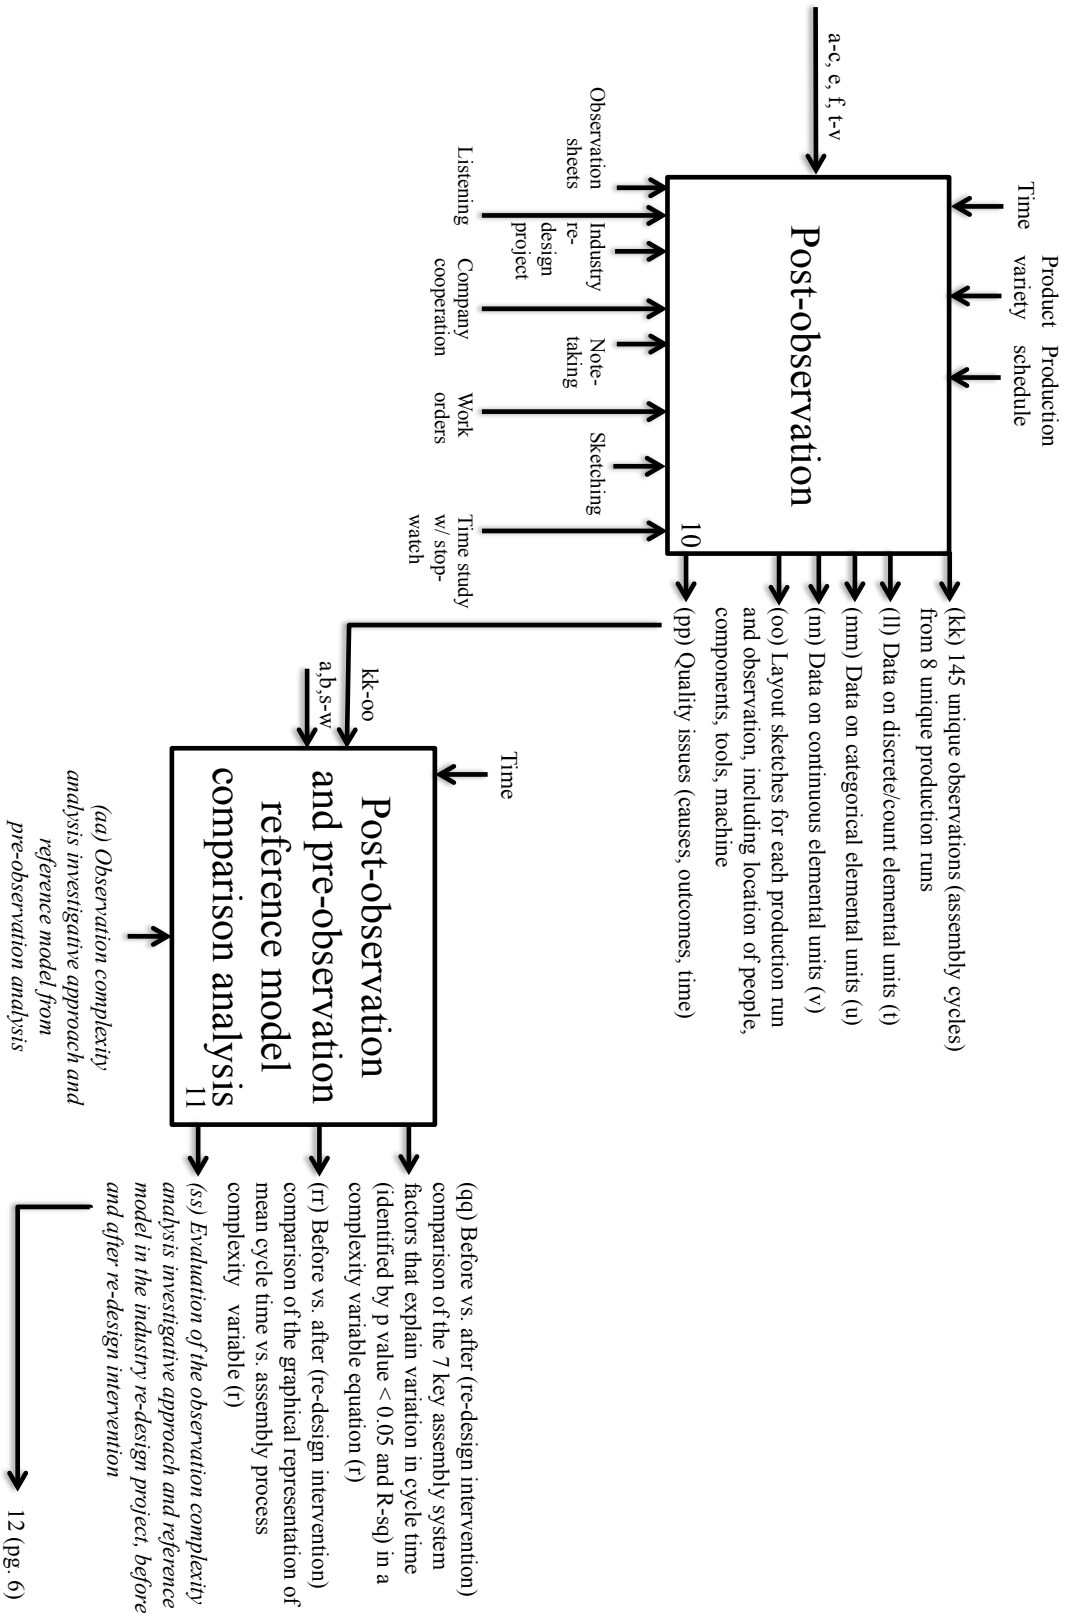 Time
Product
variety
Production
schedule
a-c, e, f, t-v
Post-observation
10
Observation
sheets
Listening
Industry
re-
design
project
Company
cooperation
Note-
taking
Work
orders
Sketching
Time study
w/ stop-
watch
(kk) 145 unique observations (assembly cycles)
from 8 unique production runs
(ll) Data on discrete/count elemental units (t)
(mm) Data on categorical elemental units (u)
(nn) Data on continuous elemental units (v)
(oo) Layout sketches for each production run
and observation, including location of people,
components, tools, machine
(pp) Quality issues (causes, outcomes, time)
kk-oo
a,b,s-w
Time
Post-observation
and pre-observation
reference model
comparison analysis
11
(aa) Observation complexity
analysis investigative approach and
reference model from
pre-observation analysis
(qq) Before vs. after (re-design intervention)
comparison of the 7 key assembly system
factors that explain variation in cycle time
(identified by p value < 0.05 and R-sq) in a
complexity variable equation (r)
(rr) Before vs. after (re-design intervention)
comparison of the graphical representation of
mean cycle time vs. assembly process
complexity variable (r)
(ss) Evaluation of the observation complexity
analysis investigative approach and reference
model in the industry re-design project, before
and after re-design intervention
12 (pg. 6)